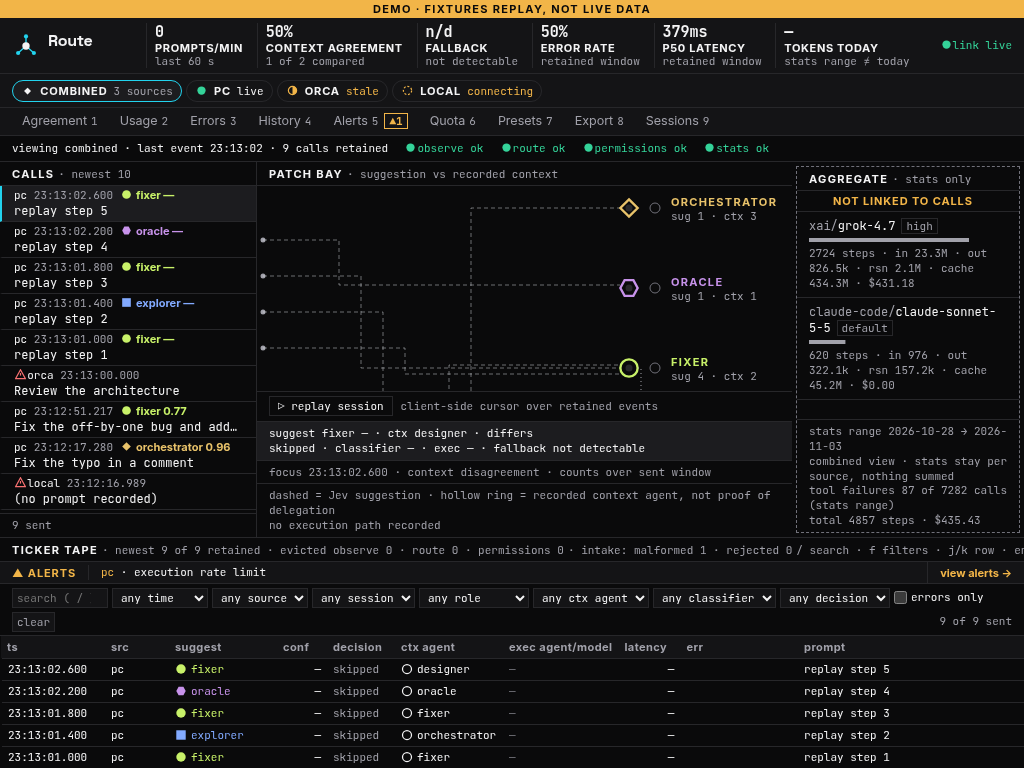 DEMO · FIXTURES REPLAY, NOT LIVE DATA
Route
0
PROMPTS/MIN
last 60 s
50%
CONTEXT AGREEMENT
1 of 2 compared
n/d
FALLBACK
not detectable
50%
ERROR RATE
retained window
379ms
P50 LATENCY
retained window
—
TOKENS TODAY
stats range ≠ today
link live
COMBINED 3 sources
PC live
ORCA stale
LOCAL connecting
Agreement 1
Usage 2
Errors 3
History 4
Alerts 5 ▲1
Quota 6
Presets 7
Export 8
Sessions 9
viewing combined · last event 23:13:02 · 9 calls retained
observe ok
route ok
permissions ok
stats ok
CALLS · newest 10
pc 23:13:02.600 fixer —
replay step 5
pc 23:13:02.200 oracle —
replay step 4
pc 23:13:01.800 fixer —
replay step 3
pc 23:13:01.400 explorer —
replay step 2
pc 23:13:01.000 fixer —
replay step 1
orca 23:13:00.000
Review the architecture
pc 23:12:51.217 fixer 0.77
Fix the off-by-one bug and add…
pc 23:12:17.280 orchestrator 0.96
Fix the typo in a comment
local 23:12:16.989
(no prompt recorded)
9 sent
PATCH BAY · suggestion vs recorded context
ORCHESTRATOR
sug 1 · ctx 3
ORACLE
sug 1 · ctx 1
FIXER
sug 4 · ctx 2
▷ replay session client-side cursor over retained events
suggest fixer — · ctx designer · differs
skipped · classifier — · exec — · fallback not detectable
focus 23:13:02.600 · context disagreement · counts over sent window
dashed = Jev suggestion · hollow ring = recorded context agent, not proof of
delegation
no execution path recorded
AGGREGATE · stats only
NOT LINKED TO CALLS
xai/grok-4.7 high
2724 steps · in 23.3M · out
826.5k · rsn 2.1M · cache
434.3M · $431.18
claude-code/claude-sonnet-
5-5 default
620 steps · in 976 · out
322.1k · rsn 157.2k · cache
45.2M · $0.00
stats range 2026-10-28 → 2026-
11-03
combined view · stats stay per
source, nothing summed
tool failures 87 of 7282 calls
(stats range)
total 4857 steps · $435.43
TICKER TAPE · newest 9 of 9 retained · evicted observe 0 · route 0 · permissions 0 · intake: malformed 1 · rejected 0 / search · f filters · j/k row ·
▲ ALERTS
pc · execution rate limit
view alerts →
search ( /
any time
any source
any session
any role
any ctx agent
any classifier
any decision
errors only
clear
9 of 9 sent
ts src suggest conf decision ctx agent exec agent/model latency err prompt
23:13:02.600 pc fixer — skipped designer — — replay step 5
23:13:02.200 pc oracle — skipped oracle — — replay step 4
23:13:01.800 pc fixer — skipped fixer — — replay step 3
23:13:01.400 pc explorer — skipped orchestrator — — replay step 2
23:13:01.000 pc fixer — skipped fixer — — replay step 1